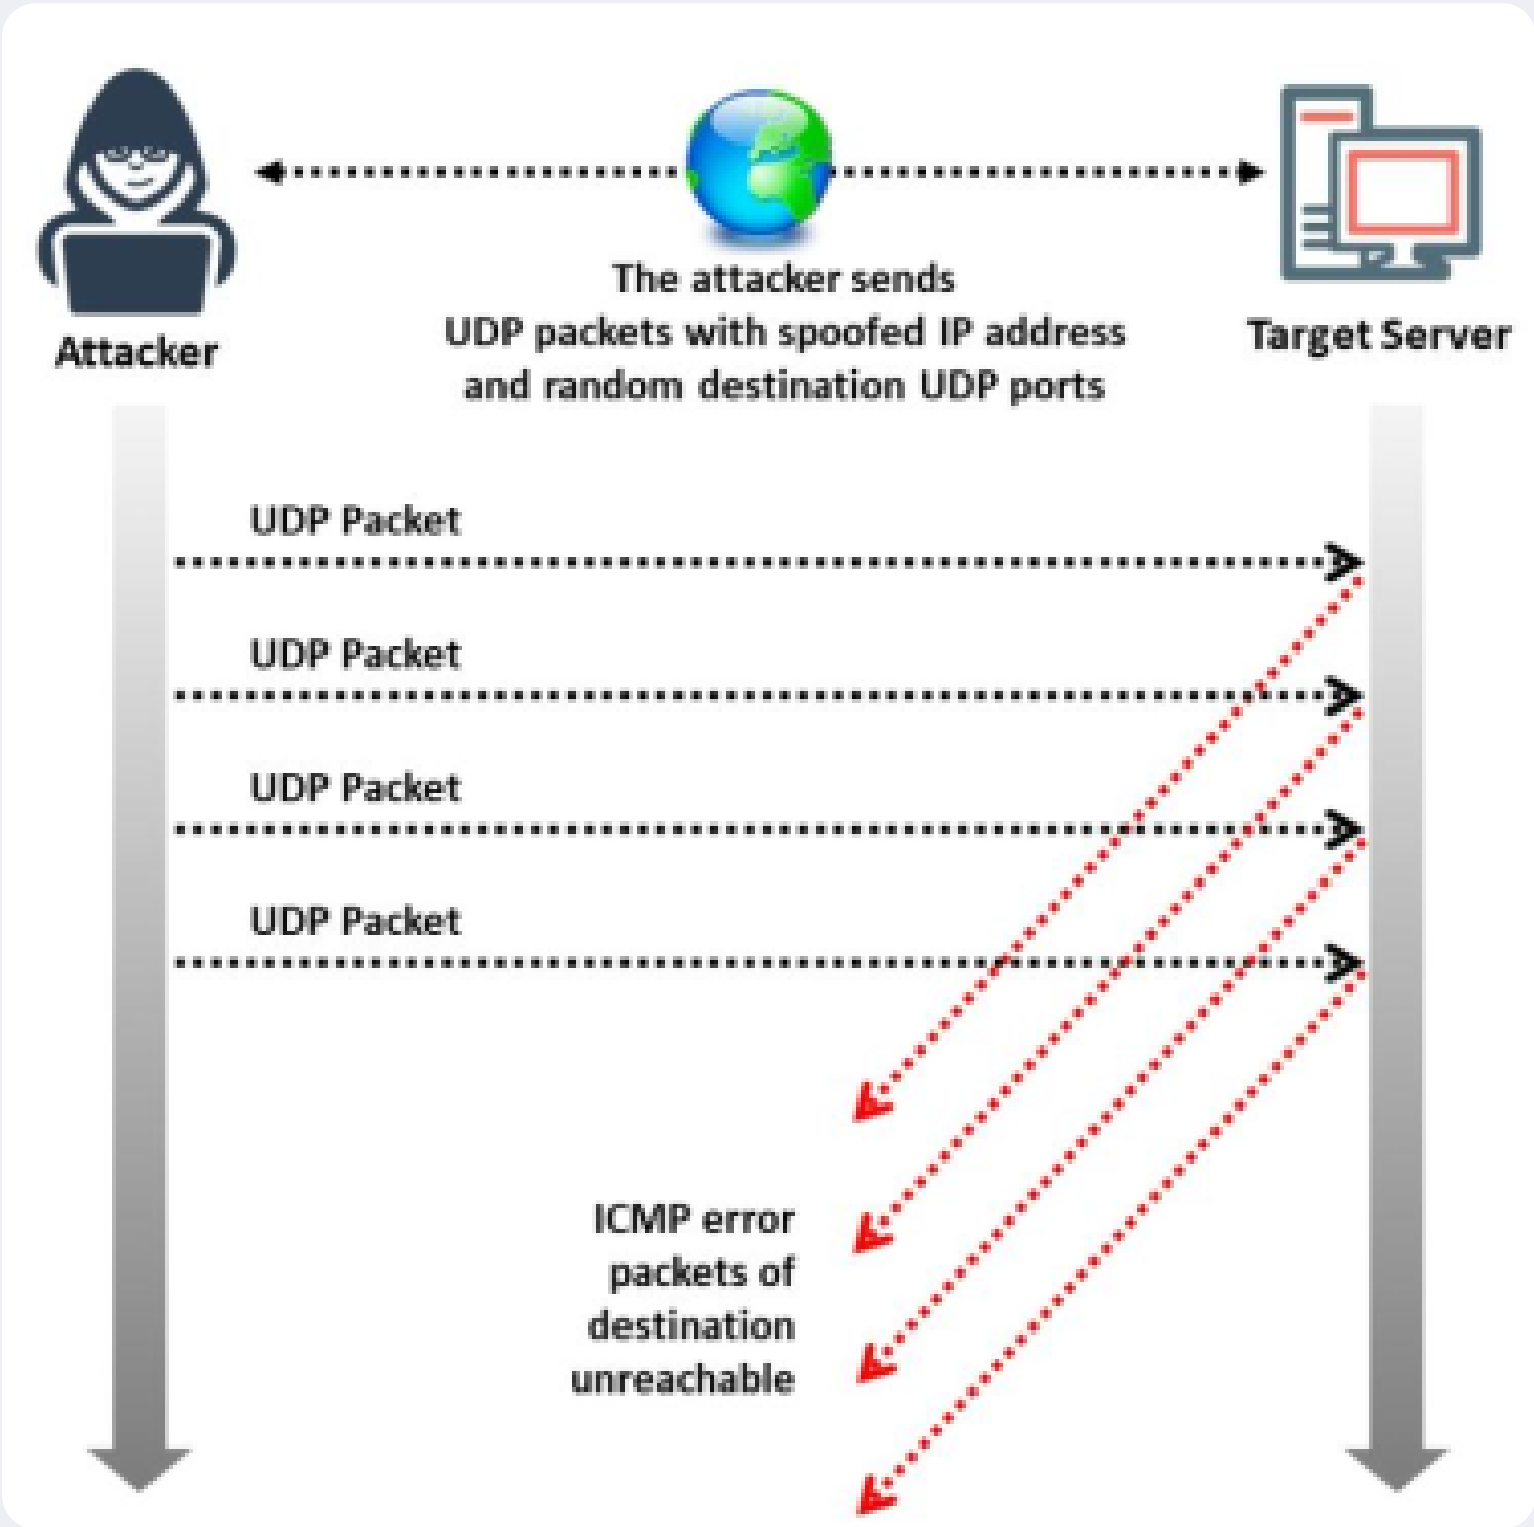 The attacker sends
UDP packets with spoofed IP address
and random destination UDP ports
Attacker
Target Server
UDP Packet
UDP Packet
UDP Packet
UDP Packet
ICMP error
packets of
destination
unreachable